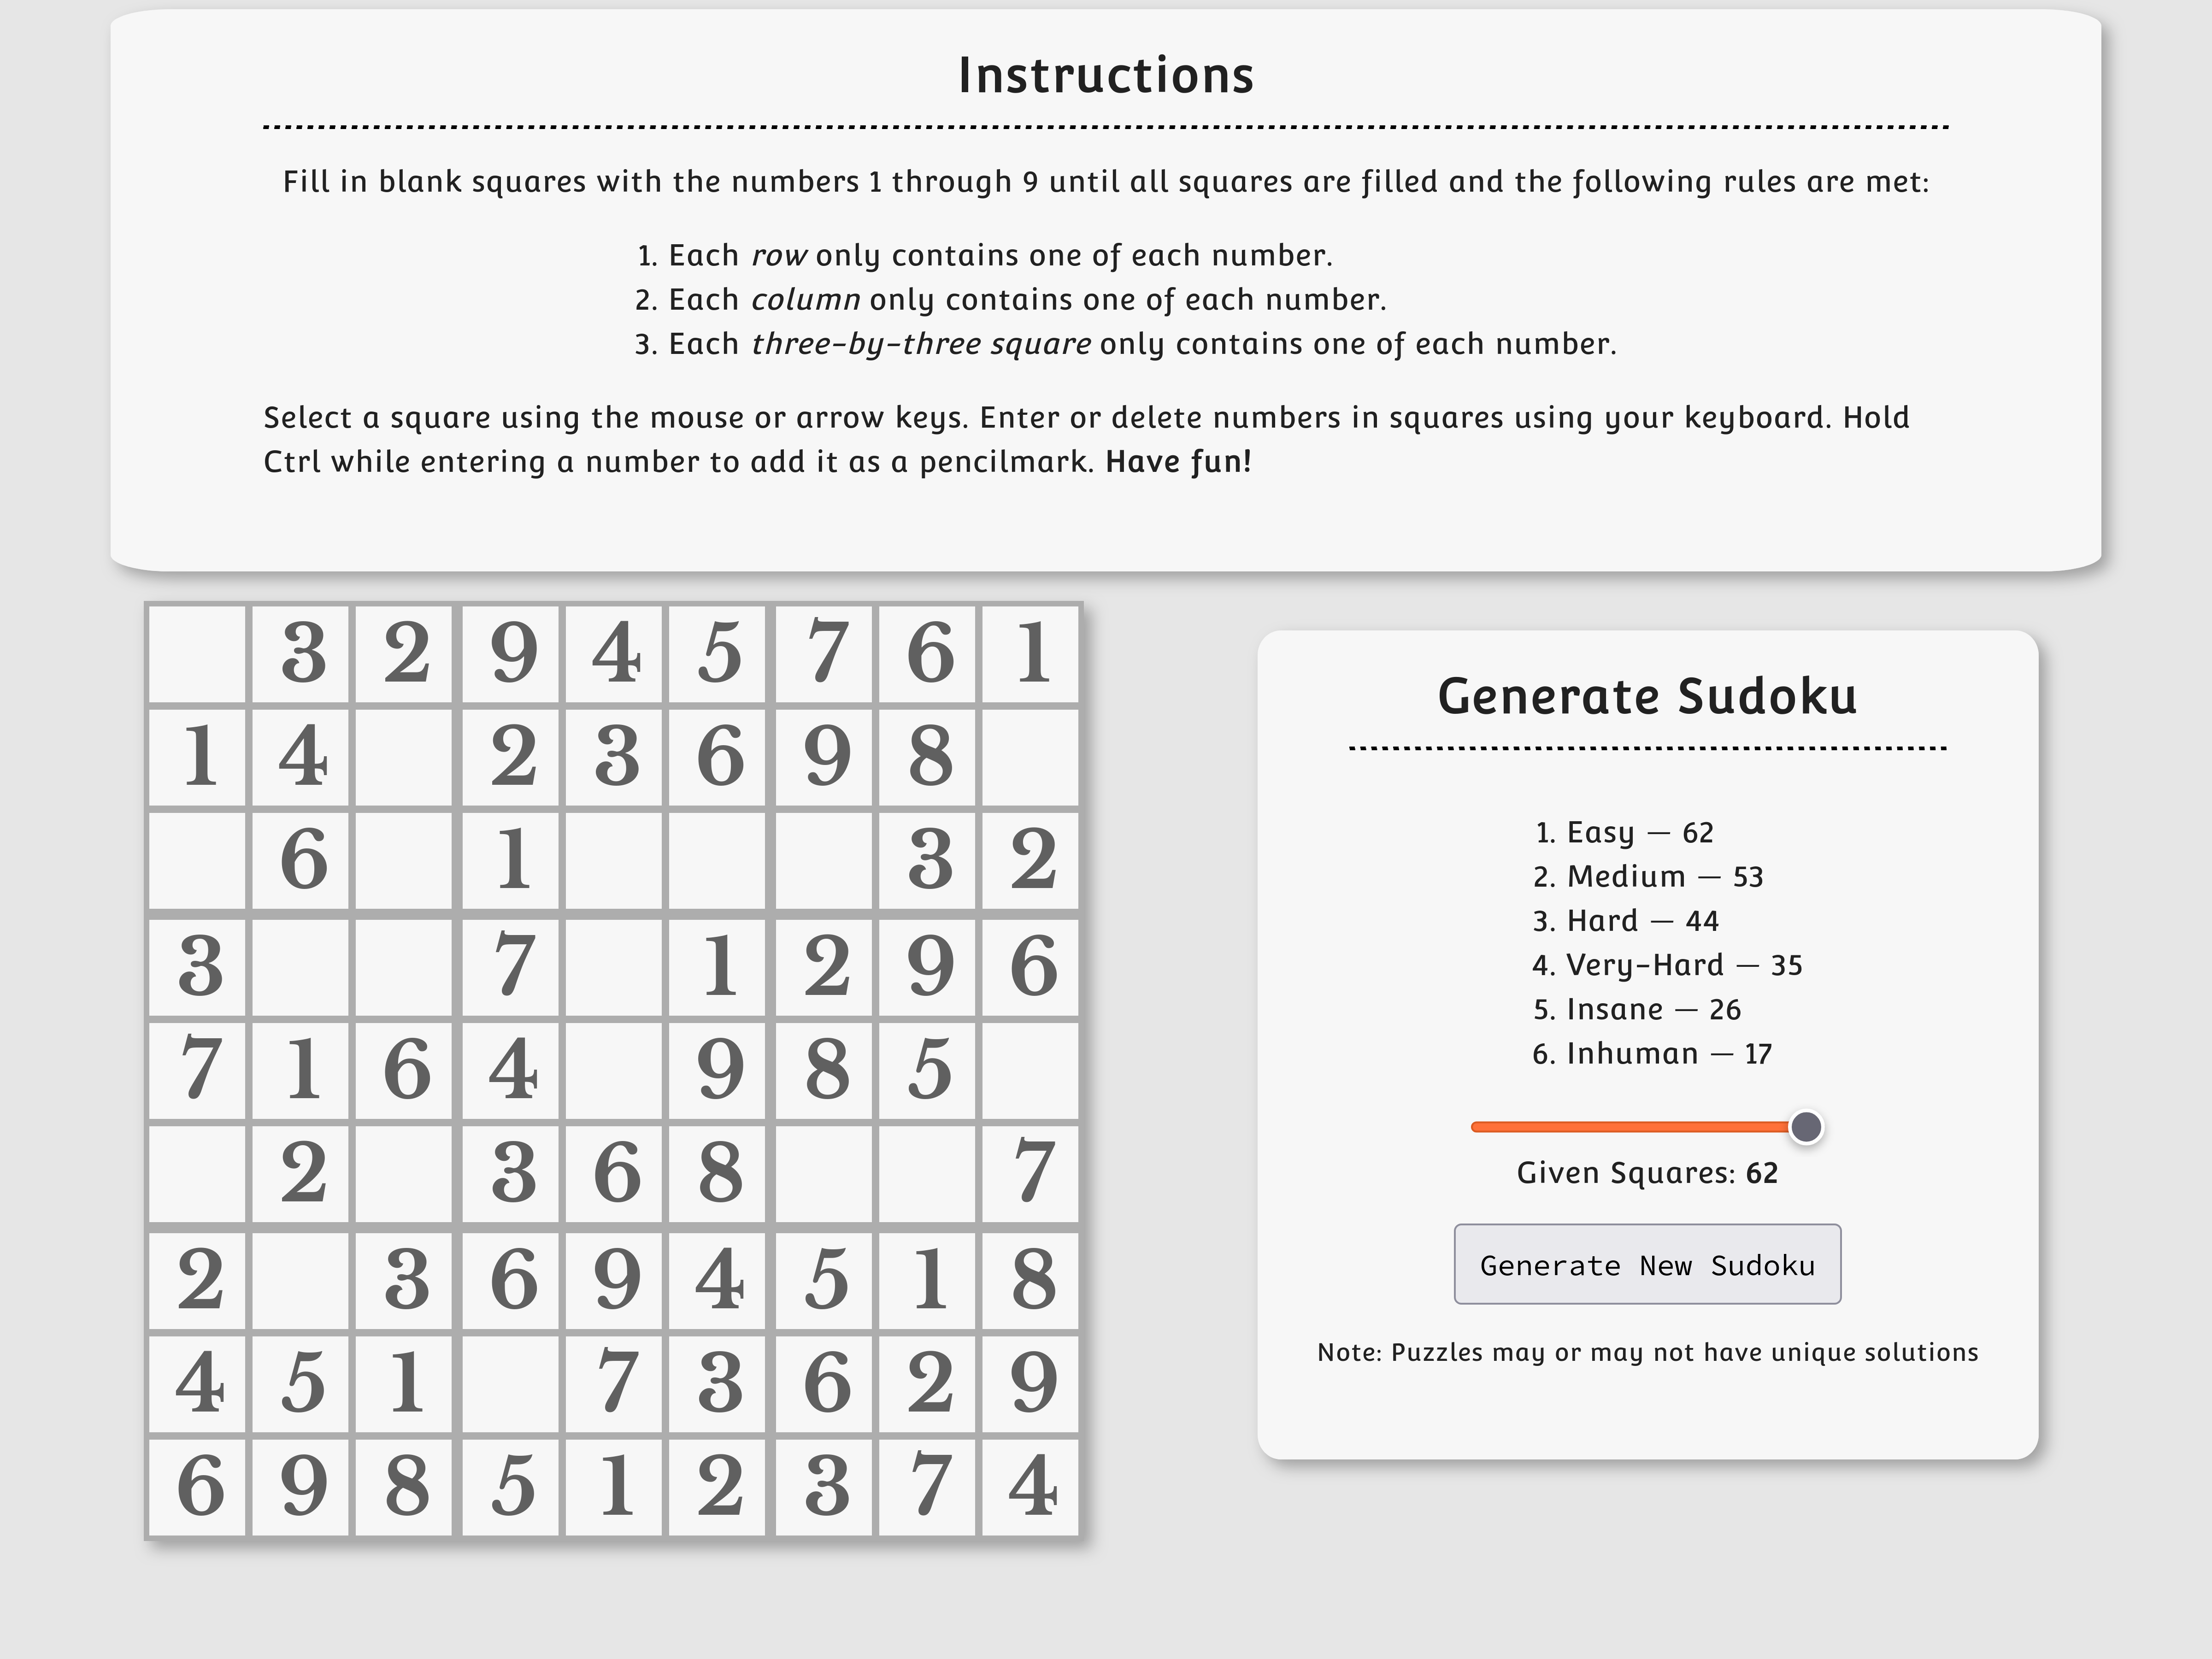 Instructions
Fill in blank squares with the numbers 1 through 9 until all squares are filled and the following rules are met:
1. Each row only contains one of each number.
2. Each column only contains one of each number.
3. Each three-by-three square only contains one of each number.
Select a square using the mouse or arrow keys. Enter or delete numbers in squares using your keyboard. Hold
Ctrl while entering a number to add it as a pencilmark. Have fun!
3 2 9 4 5 7 6 1
1 4 2 3 6 9 8
6 1 3 2
3 7 1 2 9 6
7 1 6 4 9 8 5
2 3 6 8 7
2 3 6 9 4 5 1 8
4 5 1 7 3 6 2 9
6 9 8 5 1 2 3 7 4
Generate Sudoku
1. Easy — 62
2. Medium — 53
3. Hard — 44
4. Very-Hard — 35
5. Insane — 26
6. Inhuman — 17
Given Squares: 62
Generate New Sudoku
Note: Puzzles may or may not have unique solutions